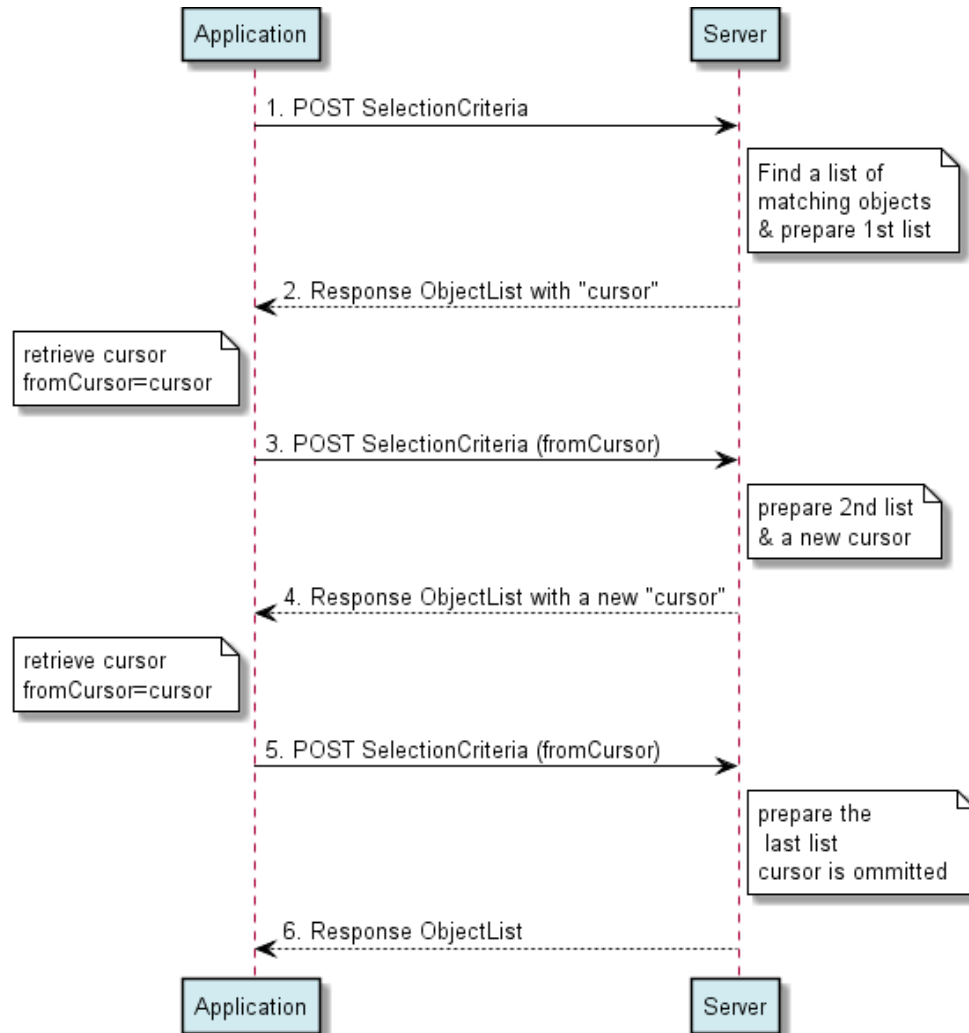 Application
Server
1. POST SelectionCriteria
Find a list of
matching objects
& prepare 1st list
2. Response ObjectList with "cursor"
retrieve cursor
fromCursor=cursor
3. POST SelectionCriteria (fromCursor)
prepare 2nd list
& a new cursor
4. Response ObjectList with a new "cursor"
retrieve cursor
fromCursor=cursor
5. POST SelectionCriteria (fromCursor)
prepare the
last list
cursor is ommitted
6. Response ObjectList
Application
Server